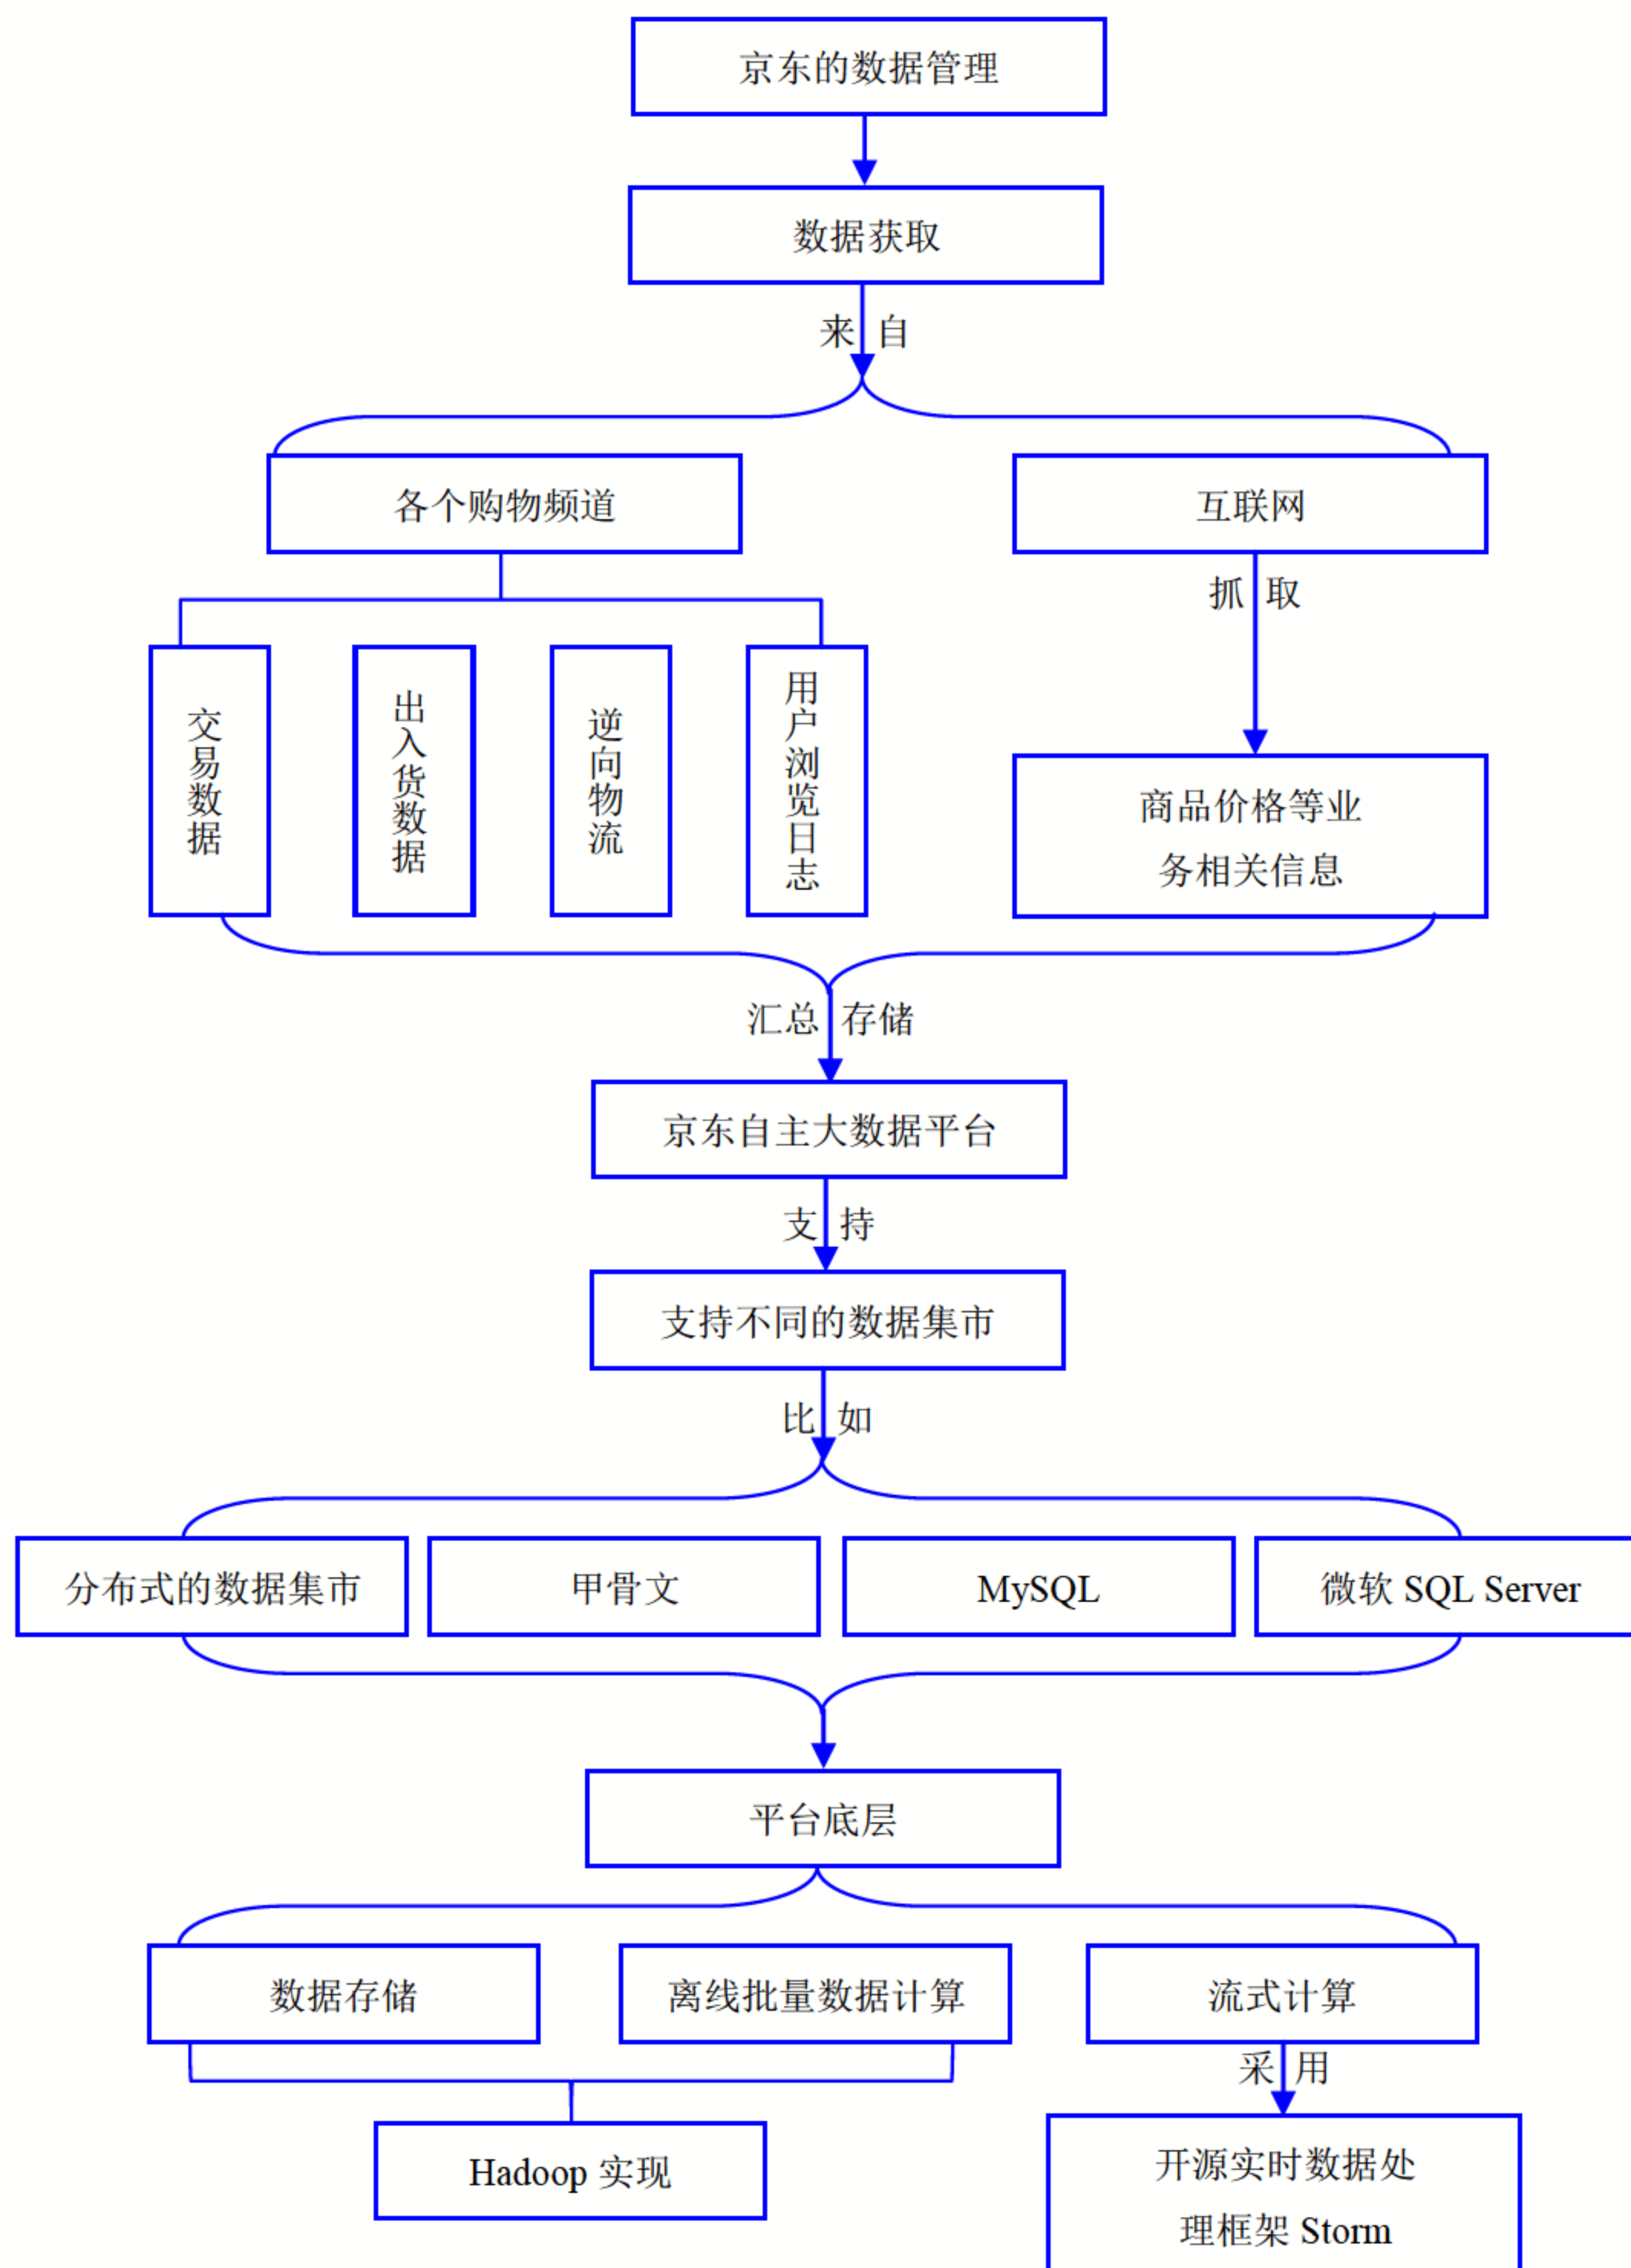 京东的数据管理
数据获取
来自
各个购物频道
互联网
抓取
交易数据
出入货数据
逆向物流
用户浏览日志
商品价格等业
务相关信息
汇总存储
京东自主大数据平台
支持
支持不同的数据集市
比如
分布式的数据集市
甲骨文
MySQL
微软 SQL Server
平台底层
数据存储
离线批量数据计算
流式计算
采用
Hadoop 实现
开源实时数据处
理框架 Storm